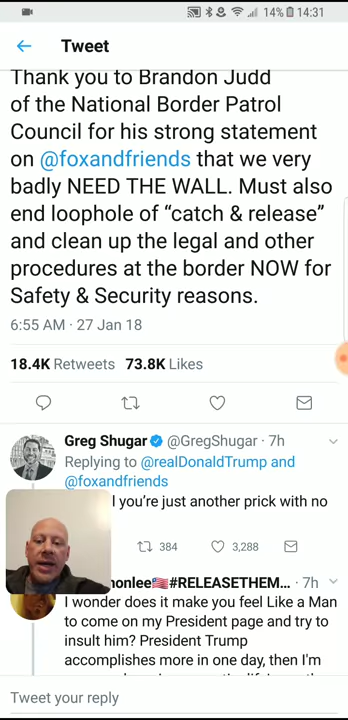 14% 14:31
Tweet
Thank you to Brandon Judd
of the National Border Patrol
Council for his strong statement
on @foxandfriends that we very
badly NEED THE WALL. Must also
end loophole of “catch & release”
and clean up the legal and other
procedures at the border NOW for
Safety & Security reasons.
6:55 AM · 27 Jan 18
18.4K Retweets 73.8K Likes
Greg Shugar @GregShugar · 7h
Replying to @realDonaldTrump and
@foxandfriends
you’re just another prick with no
384 3,288
#RELEASETHEM... · 7h
I wonder does it make you feel Like a Man
to come on my President page and try to
insult him? President Trump
accomplishes more in one day, then I'm
Tweet your reply